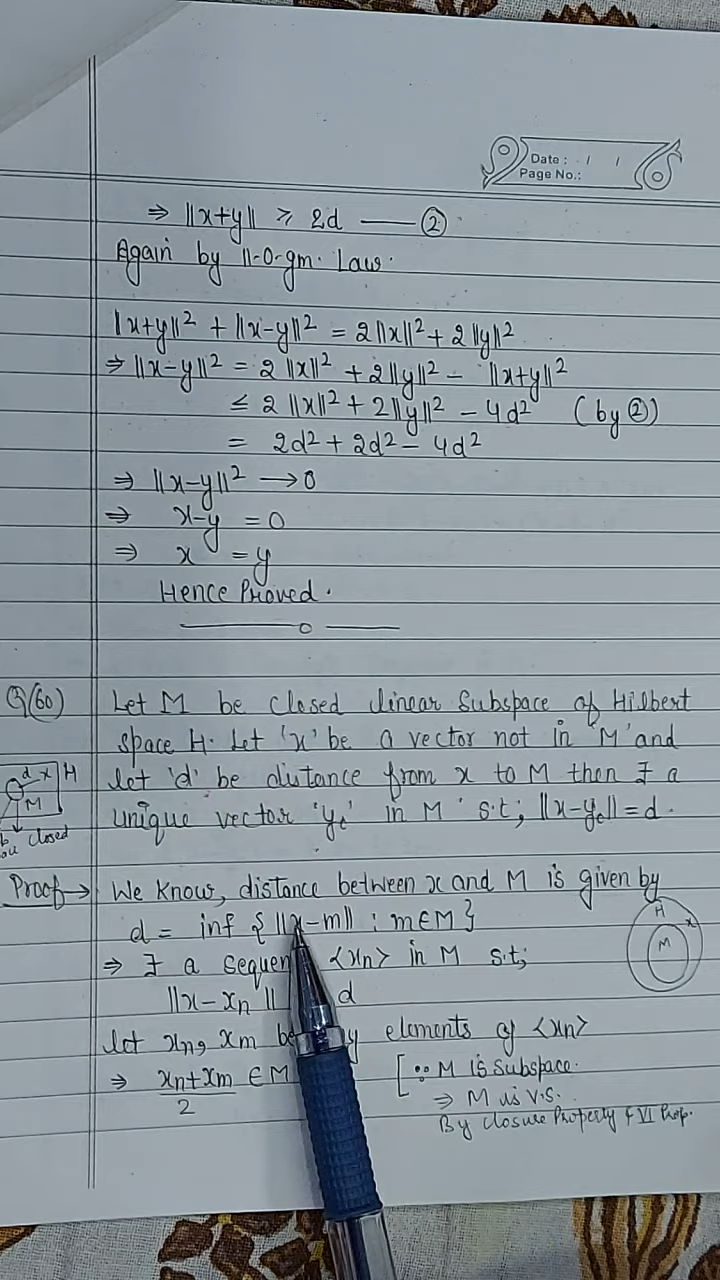 Date : / /
Page No.:
⇒ ||x+y|| ≥ 2d —— ②
Again by ||-o-gm. Law.
||x+y||² + ||x-y||² = 2||x||² + 2||y||²
⇒ ||x-y||² = 2||x||² + 2||y||² - ||x+y||²
≤ 2||x||² + 2||y||² - 4d² (by ②)
= 2d² + 2d² - 4d²
⇒ ||x-y||² → 0
⇒ x-y = 0
⇒ x = y
Hence Proved.
Q(60) Let M be closed linear Subspace of Hilbert
space H. Let 'x' be a vector not in 'M' and
let 'd' be distance from x to M then ∃ a
unique vector 'y₀' in M s.t; ||x-y₀|| = d.
d x H
M
closed
Proof → We know, distance between x and M is given by
d = inf { ||x-m|| : m∈M }
⇒ ∃ a <xn> in M s.t;
||x-xn|| d
let xn, xm elements of <xn>
⇒ xn+xm/2 ∈ M [∵ M is Subspace.
⇒ M is V.S.
By closure Property & VI Prop.
H
x
M